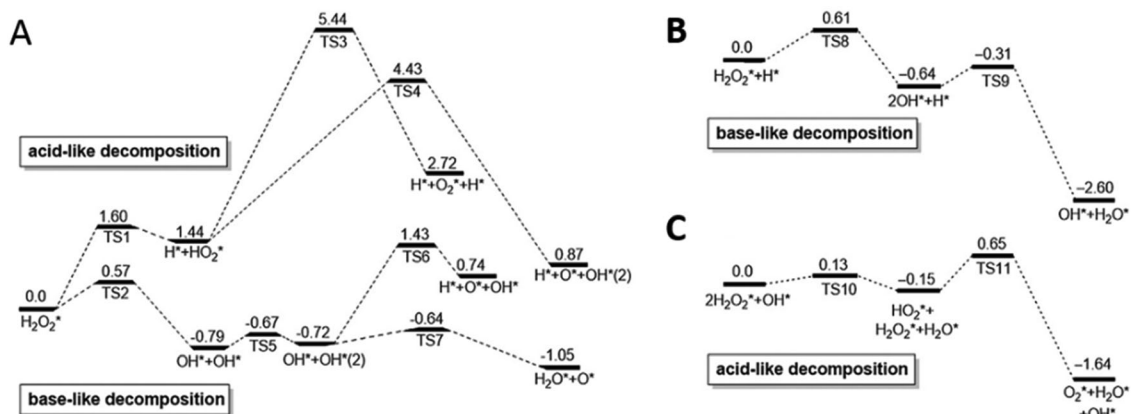 A
5.44
TS3
4.43
TS4
acid-like decomposition
2.72
H*+O₂*+H*
1.60
TS1
1.44
H*+HO₂*
0.57
TS2
0.0
H₂O₂*
1.43
TS6
0.74
H*+O*+OH*
0.87
H*+O*+OH*(2)
-0.79
OH*+OH*
-0.67
TS5
-0.72
OH*+OH*(2)
-0.64
TS7
-1.05
H₂O*+O*
base-like decomposition
B
0.0
H₂O₂*+H*
0.61
TS8
−0.64
2OH*+H*
−0.31
TS9
−2.60
OH*+H₂O*
base-like decomposition
C
0.0
2H₂O₂*+OH*
0.13
TS10
−0.15
HO₂*+
H₂O₂*+H₂O*
0.65
TS11
−1.64
O₂*+H₂O*
+OH*
acid-like decomposition